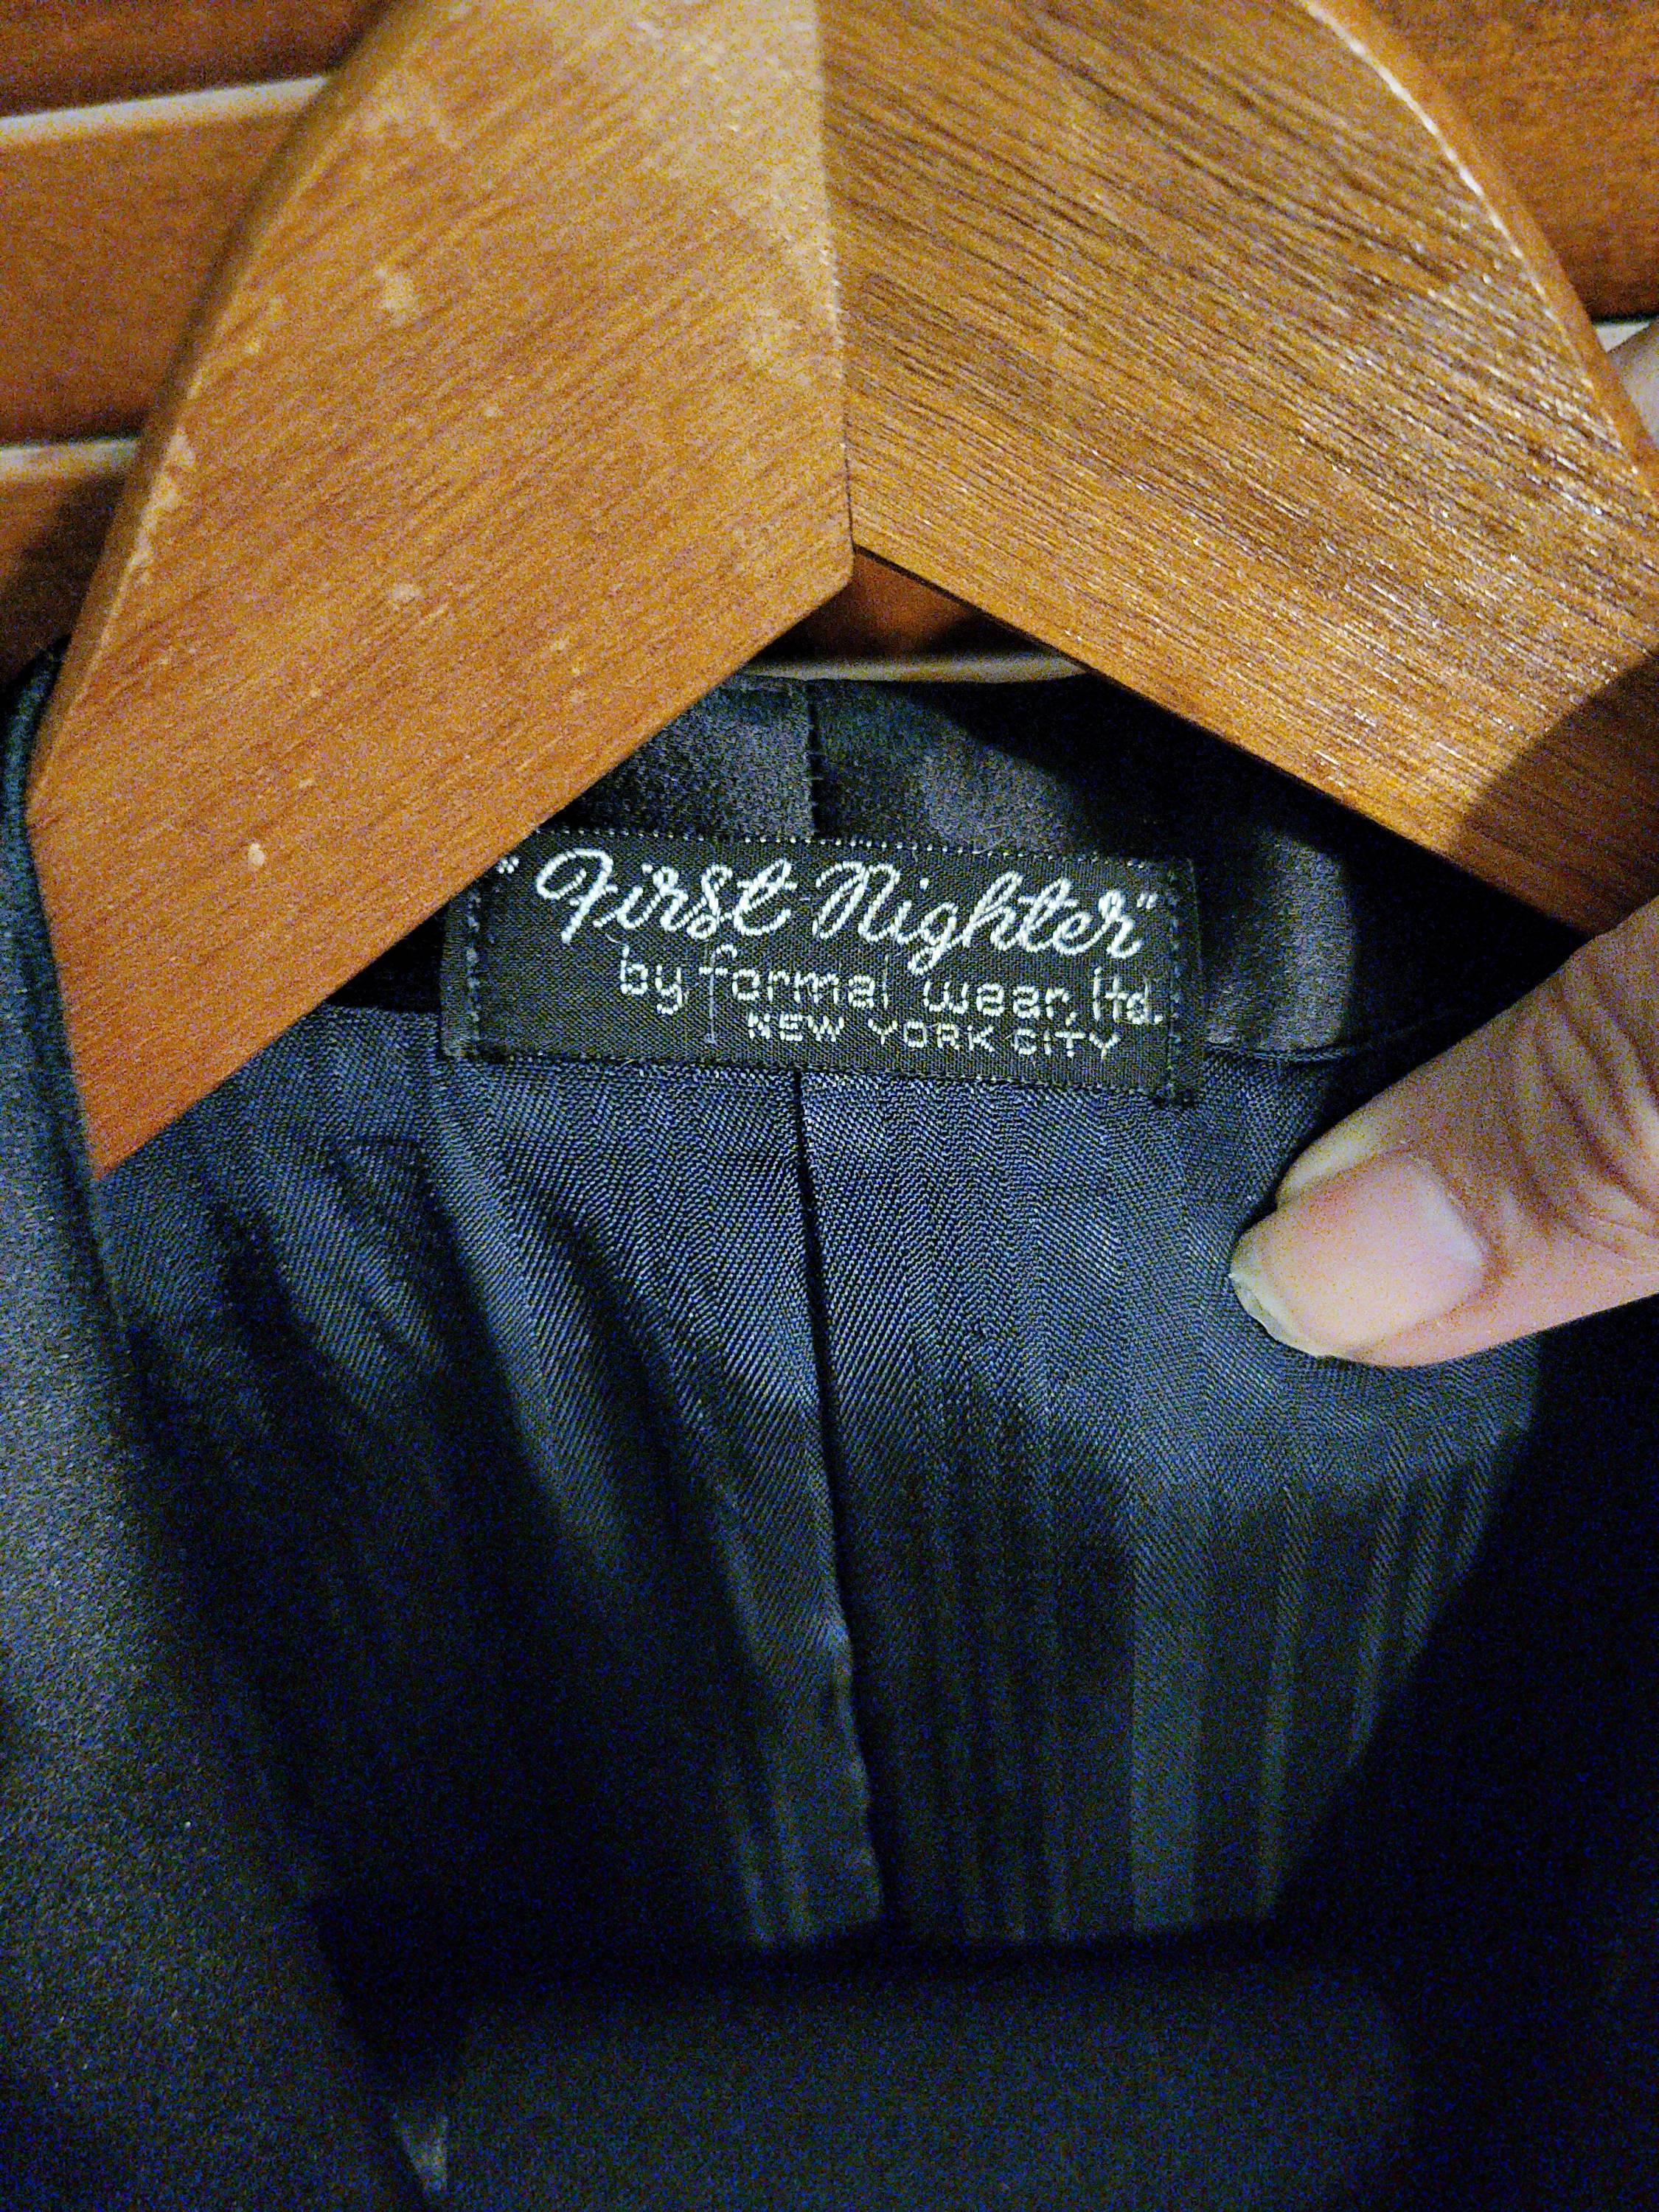 "First Nighter"
by formal wear, ltd.
NEW YORK CITY